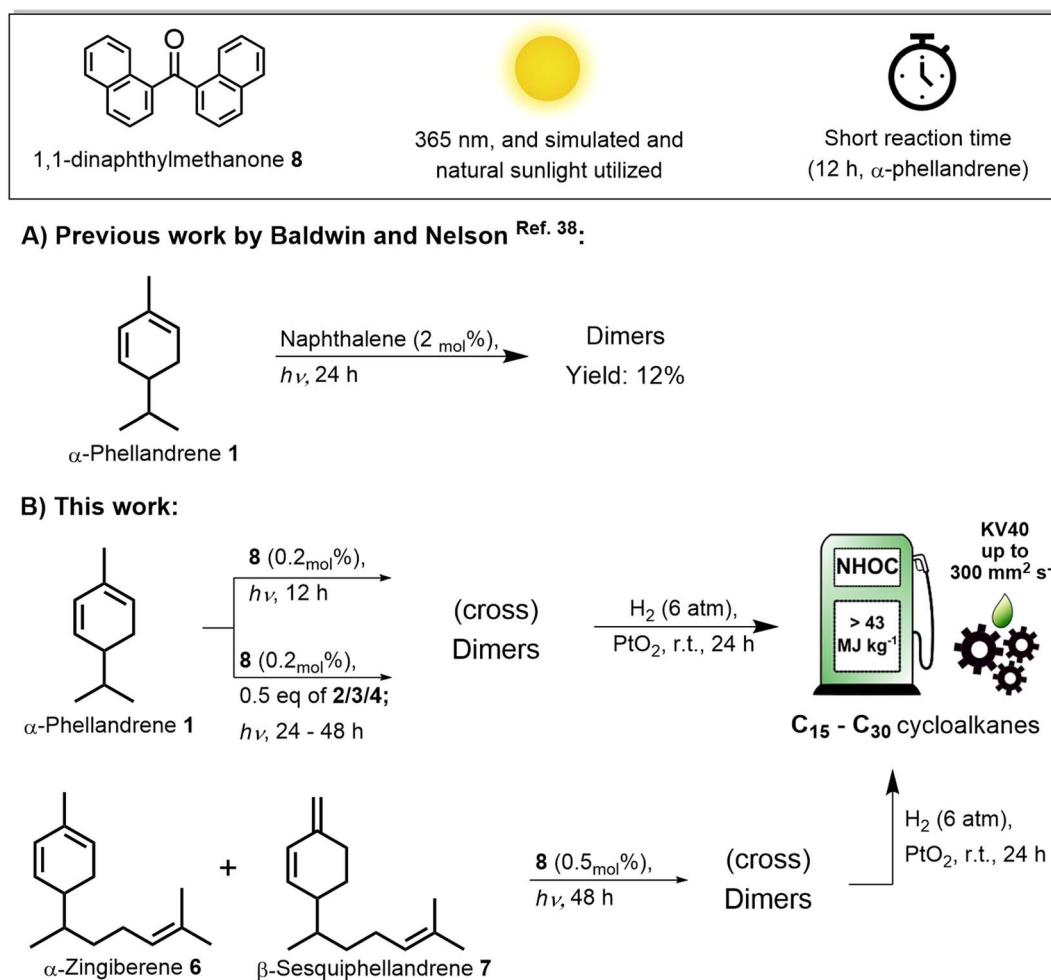 O
1,1-dinaphthylmethanone 8
365 nm, and simulated and
natural sunlight utilized
Short reaction time
(12 h, α-phellandrene)
A) Previous work by Baldwin and Nelson Ref. 38:
Naphthalene (2 mol%),
hν, 24 h
Dimers
Yield: 12%
α-Phellandrene 1
B) This work:
8 (0.2mol%),
hν, 12 h
8 (0.2mol%),
0.5 eq of 2/3/4;
hν, 24 - 48 h
α-Phellandrene 1
(cross)
Dimers
H2 (6 atm),
PtO2, r.t., 24 h
NHOC
> 43
MJ kg-1
KV40
up to
300 mm2 s-
C15 - C30 cycloalkanes
H2 (6 atm),
PtO2, r.t., 24 h
+
8 (0.5mol%),
hν, 48 h
(cross)
Dimers
α-Zingiberene 6
β-Sesquiphellandrene 7